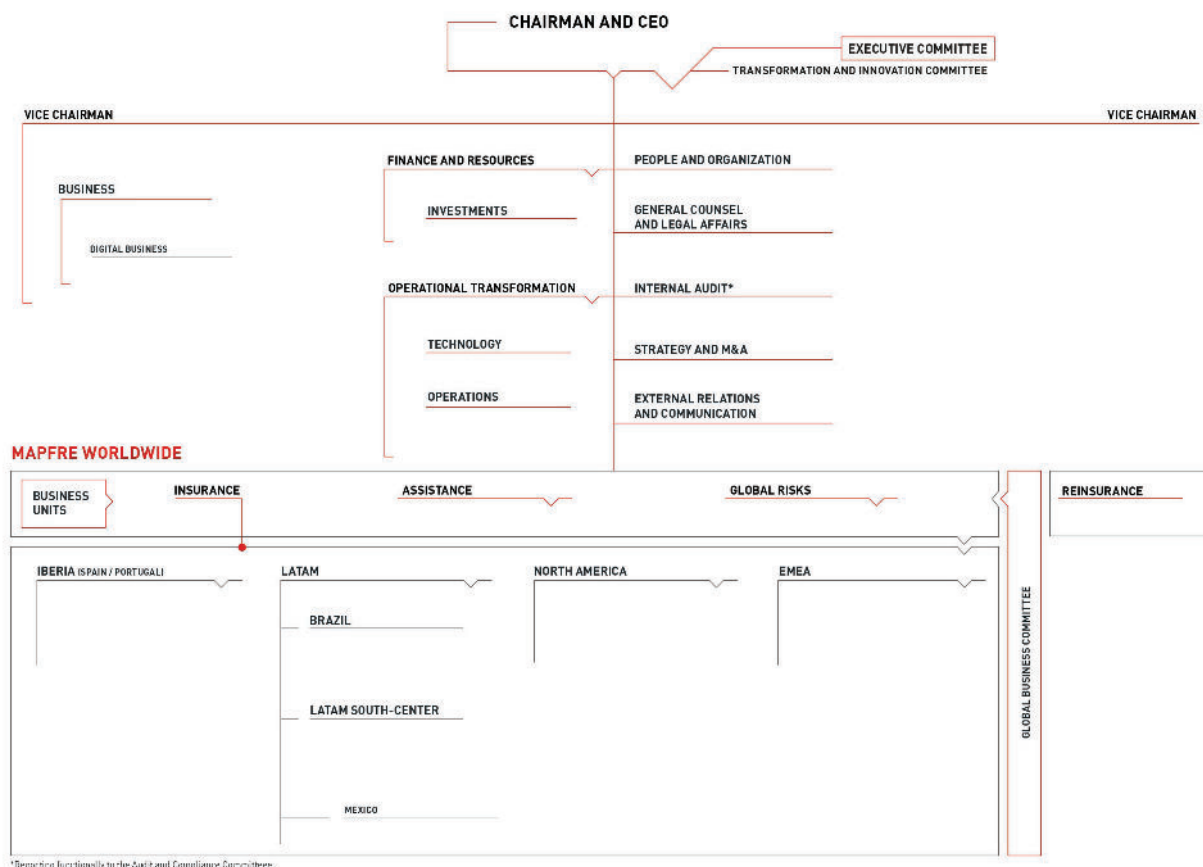 CHAIRMAN AND CEO
EXECUTIVE COMMITTEE
TRANSFORMATION AND INNOVATION COMMITTEE
VICE CHAIRMAN
VICE CHAIRMAN
FINANCE AND RESOURCES
PEOPLE AND ORGANIZATION
BUSINESS
INVESTMENTS
GENERAL COUNSEL
AND LEGAL AFFAIRS
DIGITAL BUSINESS
OPERATIONAL TRANSFORMATION
INTERNAL AUDIT*
TECHNOLOGY
STRATEGY AND M&A
OPERATIONS
EXTERNAL RELATIONS
AND COMMUNICATION
MAPFRE WORLDWIDE
BUSINESS
UNITS
INSURANCE
ASSISTANCE
GLOBAL RISKS
REINSURANCE
IBERIA (SPAIN / PORTUGAL)
LATAM
NORTH AMERICA
EMEA
BRAZIL
LATAM SOUTH-CENTER
MEXICO
GLOBAL BUSINESS COMMITTEE
*Reporting functionally to the Audit and Compliance Committees